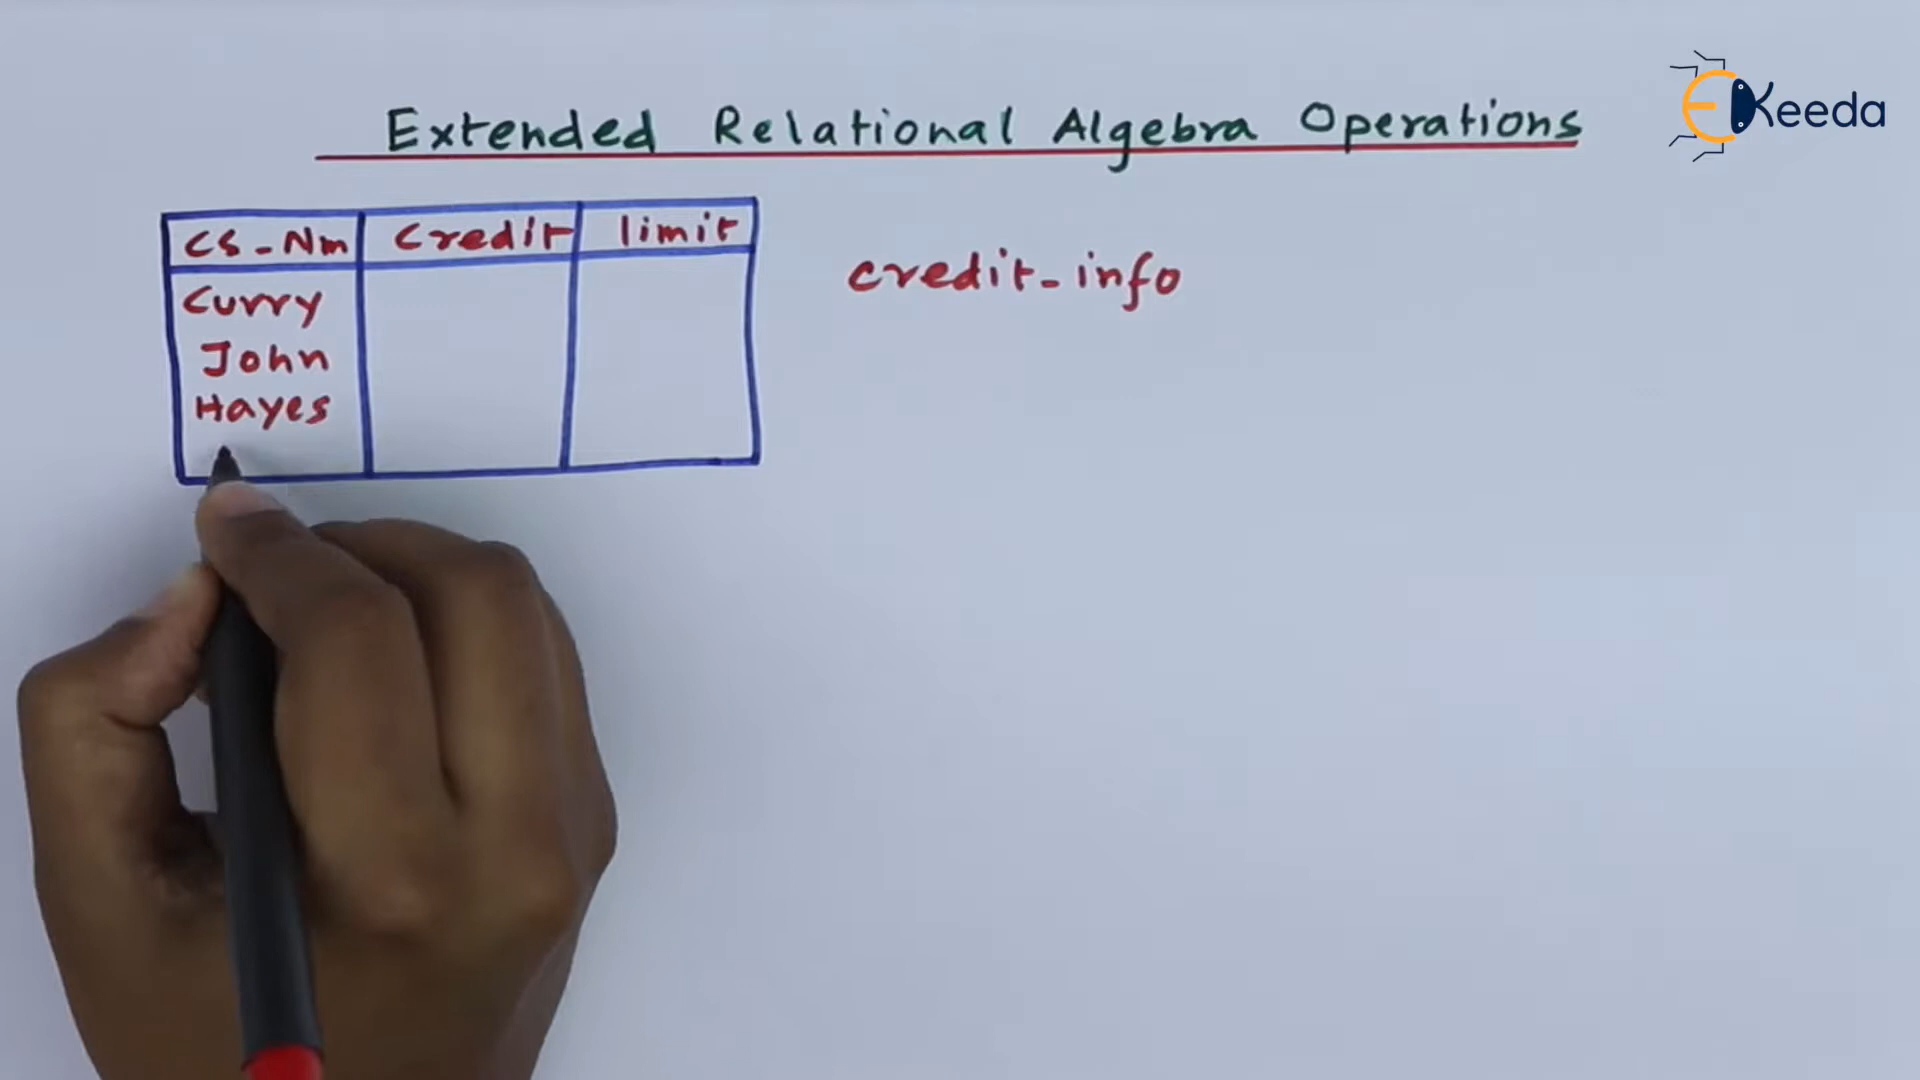 Extended Relational Algebra Operations
EKeeda
CS_Nm Credit limit
credit_info
Curry
John
Hayes